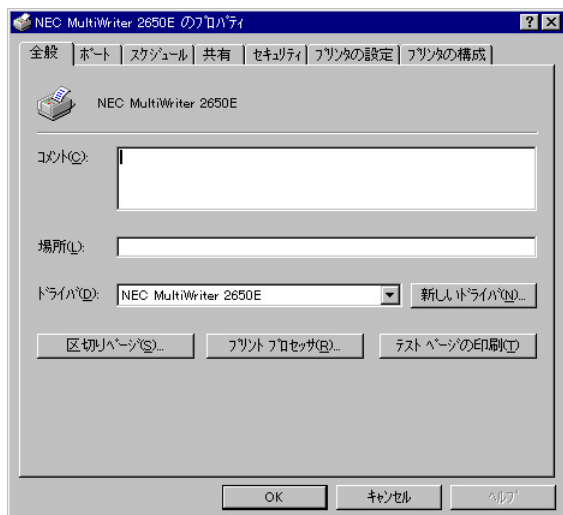 NEC MultiWriter 2650E のﾌﾟﾛﾊﾟﾃｨ
全般 ﾎﾟｰﾄ ｽｹｼﾞｭｰﾙ 共有 ｾｷｭﾘﾃｨ ﾌﾟﾘﾝﾀの設定 ﾌﾟﾘﾝﾀの構成
NEC MultiWriter 2650E
ｺﾒﾝﾄ(C):
場所(L):
ﾄﾞﾗｲﾊﾞ(D): NEC MultiWriter 2650E 新しいﾄﾞﾗｲﾊﾞ(N)...
区切りﾍﾟｰｼﾞ(S)... ﾌﾟﾘﾝﾄ ﾌﾟﾛｾｯｻ(R)... ﾃｽﾄ ﾍﾟｰｼﾞの印刷(T)
OK ｷｬﾝｾﾙ ﾍﾙﾌﾟ